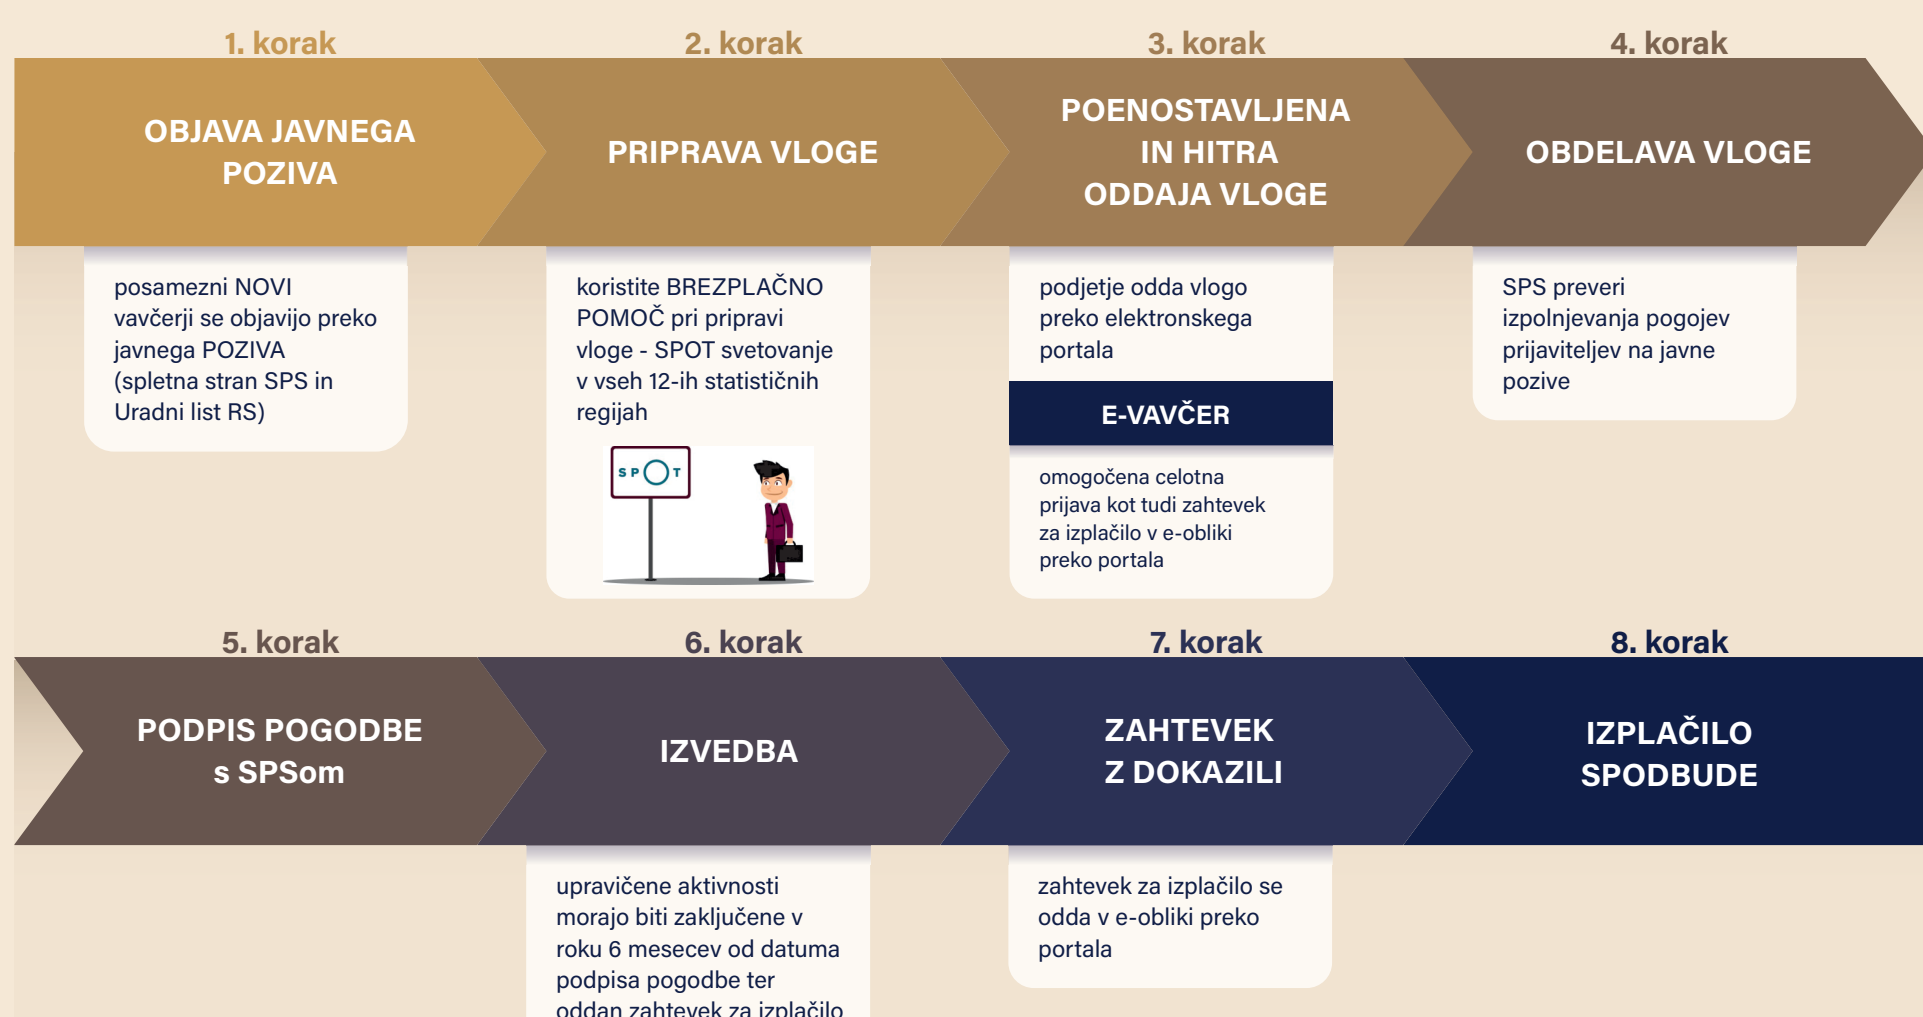 1. korak
OBJAVA JAVNEGA
POZIVA
posamezni NOVI
vavčerji se objavijo preko
javnega POZIVA
(spletna stran SPS in
Uradni list RS)
2. korak
PRIPRAVA VLOGE
koristite BREZPLAČNO
POMOČ pri pripravi
vloge - SPOT svetovanje
v vseh 12-ih statističnih
regijah
SPOT
3. korak
POENOSTAVLJENA
IN HITRA
ODDAJA VLOGE
podjetje odda vlogo
preko elektronskega
portala
E-VAVČER
omogočena celotna
prijava kot tudi zahtevek
za izplačilo v e-obliki
preko portala
4. korak
OBDELAVA VLOGE
SPS preveri
izpolnjevanja pogojev
prijaviteljev na javne
pozive
5. korak
PODPIS POGODBE
s SPSom
6. korak
IZVEDBA
upravičene aktivnosti
morajo biti zaključene v
roku 6 mesecev od datuma
podpisa pogodbe ter
oddan zahtevek za izplačilo
7. korak
ZAHTEVEK
Z DOKAZILI
zahtevek za izplačilo se
odda v e-obliki preko
portala
8. korak
IZPLAČILO
SPODBUDE